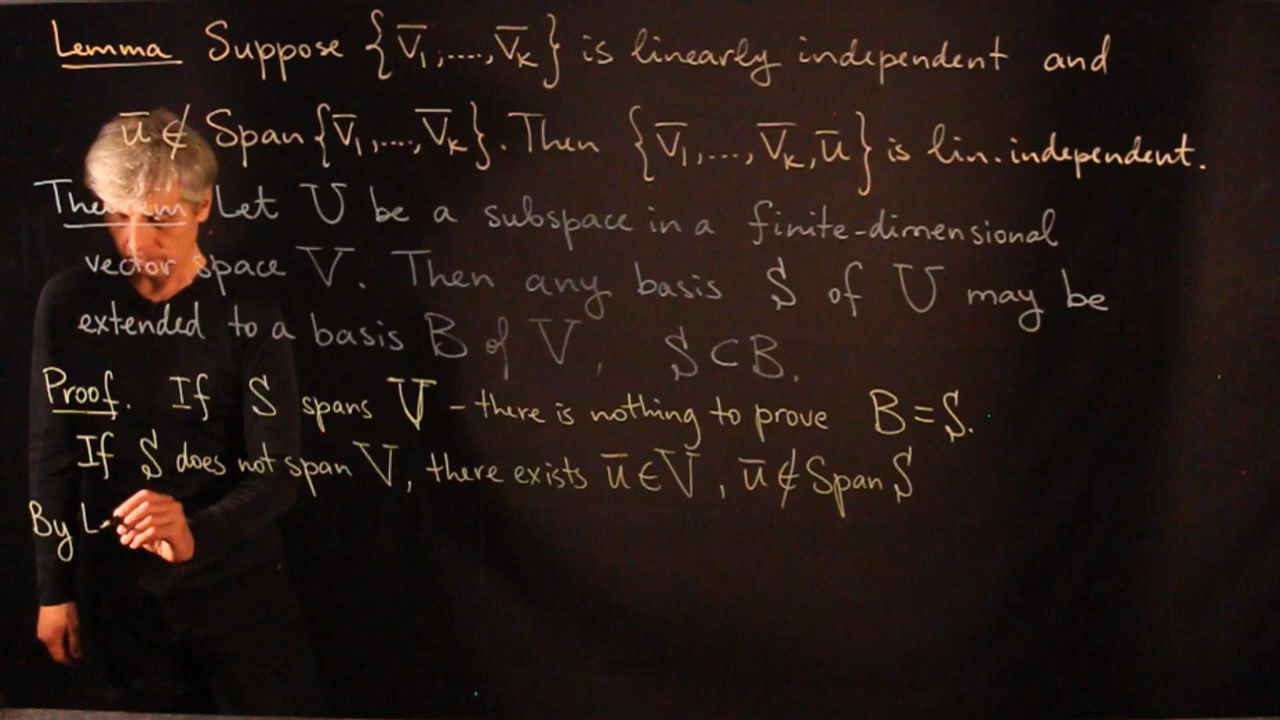 Lemma Suppose {v̅₁,....,v̅ₖ} is linearly independent and
u̅ ∉ Span{v̅₁,....,v̅ₖ}. Then {v̅₁,...,v̅ₖ,u̅} is lin.independent.
Theorem Let U be a subspace in a finite-dimensional
vector space V. Then any basis S of U may be
extended to a basis B of V, S⊂B.
Proof. If S spans V - there is nothing to prove B=S.
If S does not span V, there exists u̅∈V, u̅∉Span S
By L